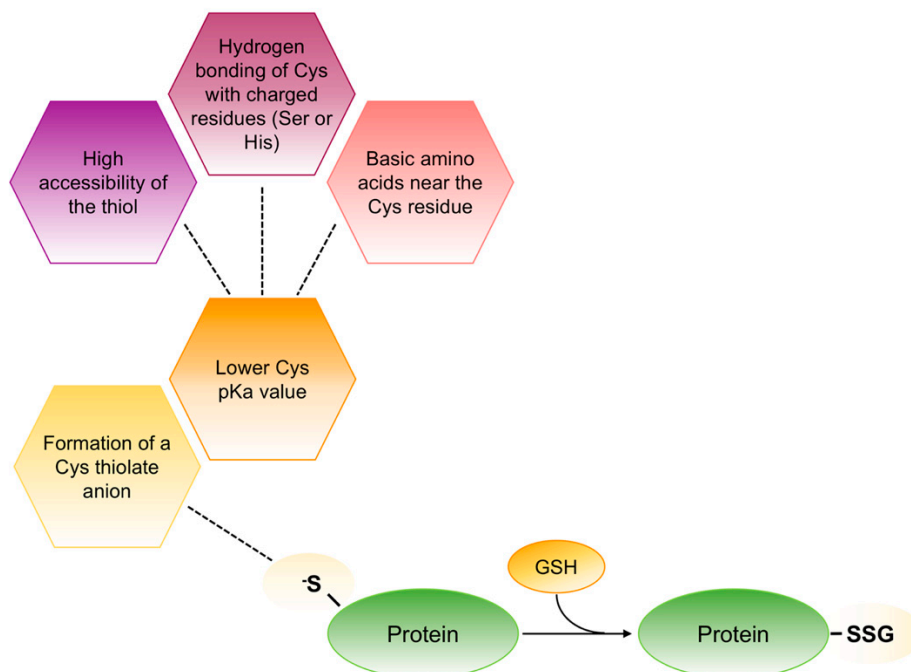 Hydrogen
bonding of Cys
with charged
residues (Ser or
His)
High
accessibility of
the thiol
Basic amino
acids near the
Cys residue
Lower Cys
pKa value
Formation of a
Cys thiolate
anion
-S
GSH
Protein
Protein
SSG